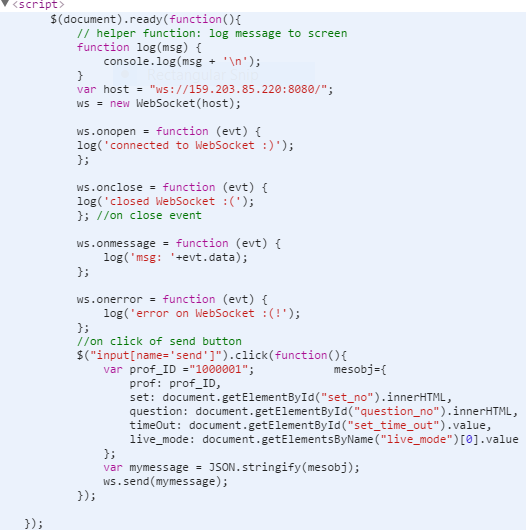 ▼<script>
$(document).ready(function(){
// helper function: log message to screen
function log(msg) {
console.log(msg + '\n');
}
var host = "ws://159.203.85.220:8080/";
ws = new WebSocket(host);
ws.onopen = function (evt) {
log('connected to WebSocket :)');
};
ws.onclose = function (evt) {
log('closed WebSocket :(');
}; //on close event
ws.onmessage = function (evt) {
log('msg: '+evt.data);
};
ws.onerror = function (evt) {
log('error on WebSocket :(!');
};
//on click of send button
$("input[name='send']").click(function(){
var prof_ID ="1000001"; mesobj={
prof: prof_ID,
set: document.getElementById("set_no").innerHTML,
question: document.getElementById("question_no").innerHTML,
timeOut: document.getElementById("set_time_out").value,
live_mode: document.getElementsByName("live_mode")[0].value
};
var mymessage = JSON.stringify(mesobj);
ws.send(mymessage);
});
});